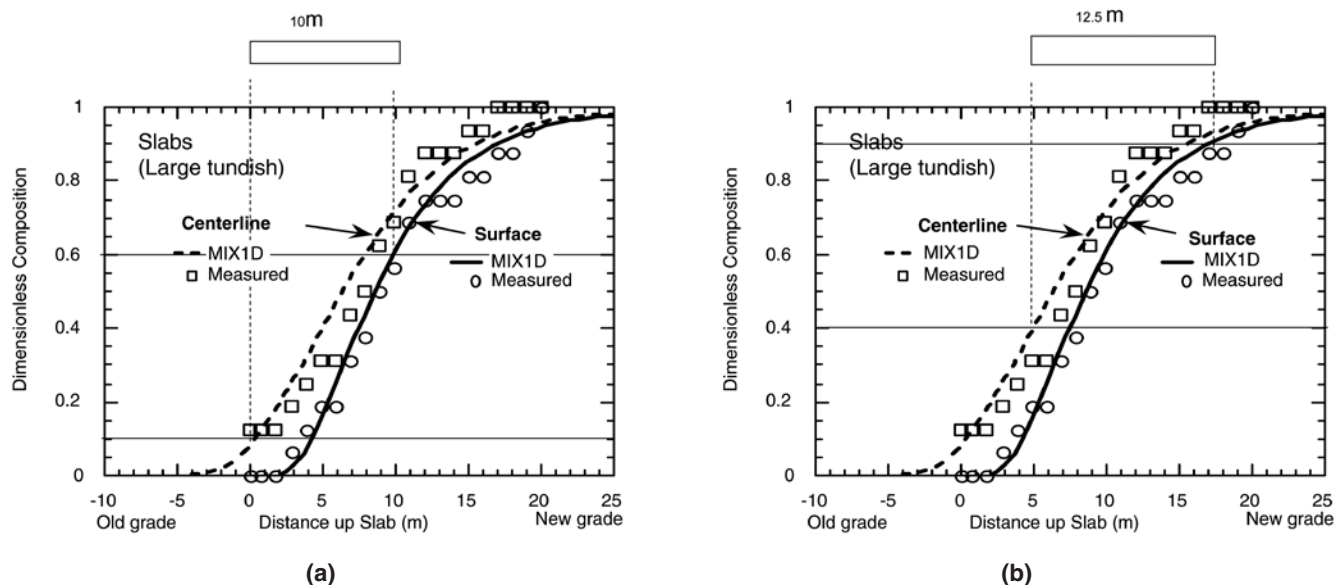 10m
Dimensionless Composition
1
0.8
0.6
0.4
0.2
0
Slabs
(Large tundish)
Centerline
MIX1D
Measured
Surface
MIX1D
Measured
-10 -5 0 5 10 15 20 25
Old grade Distance up Slab (m) New grade
(a)
12.5 m
Dimensionless Composition
1
0.8
0.6
0.4
0.2
0
Slabs
(Large tundish)
Centerline
MIX1D
Measured
Surface
MIX1D
Measured
-10 -5 0 5 10 15 20 25
Old grade Distance up Slab (m) New grade
(b)